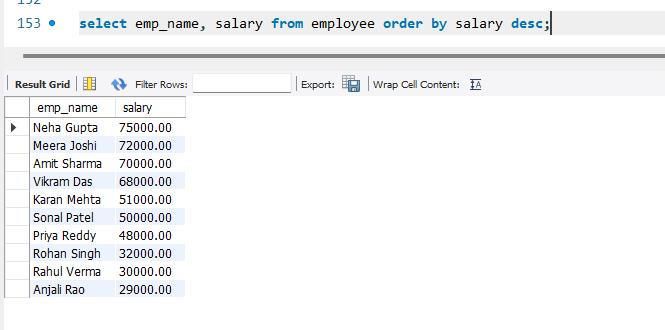 152
153 select emp_name, salary from employee order by salary desc;
Result Grid Filter Rows: Export: Wrap Cell Content: IA
emp_name salary
Neha Gupta 75000.00
Meera Joshi 72000.00
Amit Sharma 70000.00
Vikram Das 68000.00
Karan Mehta 51000.00
Sonal Patel 50000.00
Priya Reddy 48000.00
Rohan Singh 32000.00
Rahul Verma 30000.00
Anjali Rao 29000.00